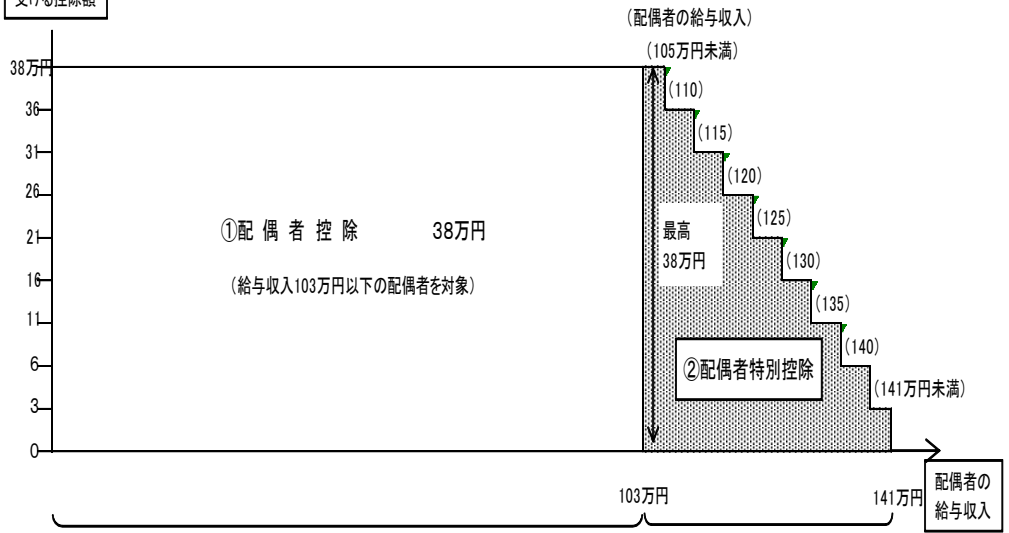 受ける控除額
(配偶者の給与収入)
(105万円未満)
38万円
(110)
36
(115)
31
(120)
26
(125)
21
①配 偶 者 控 除 38万円
最高
38万円
(130)
16
(給与収入103万円以下の配偶者を対象)
(135)
11
(140)
6
②配偶者特別控除
(141万円未満)
3
0
103万円
141万円
配偶者の
給与収入